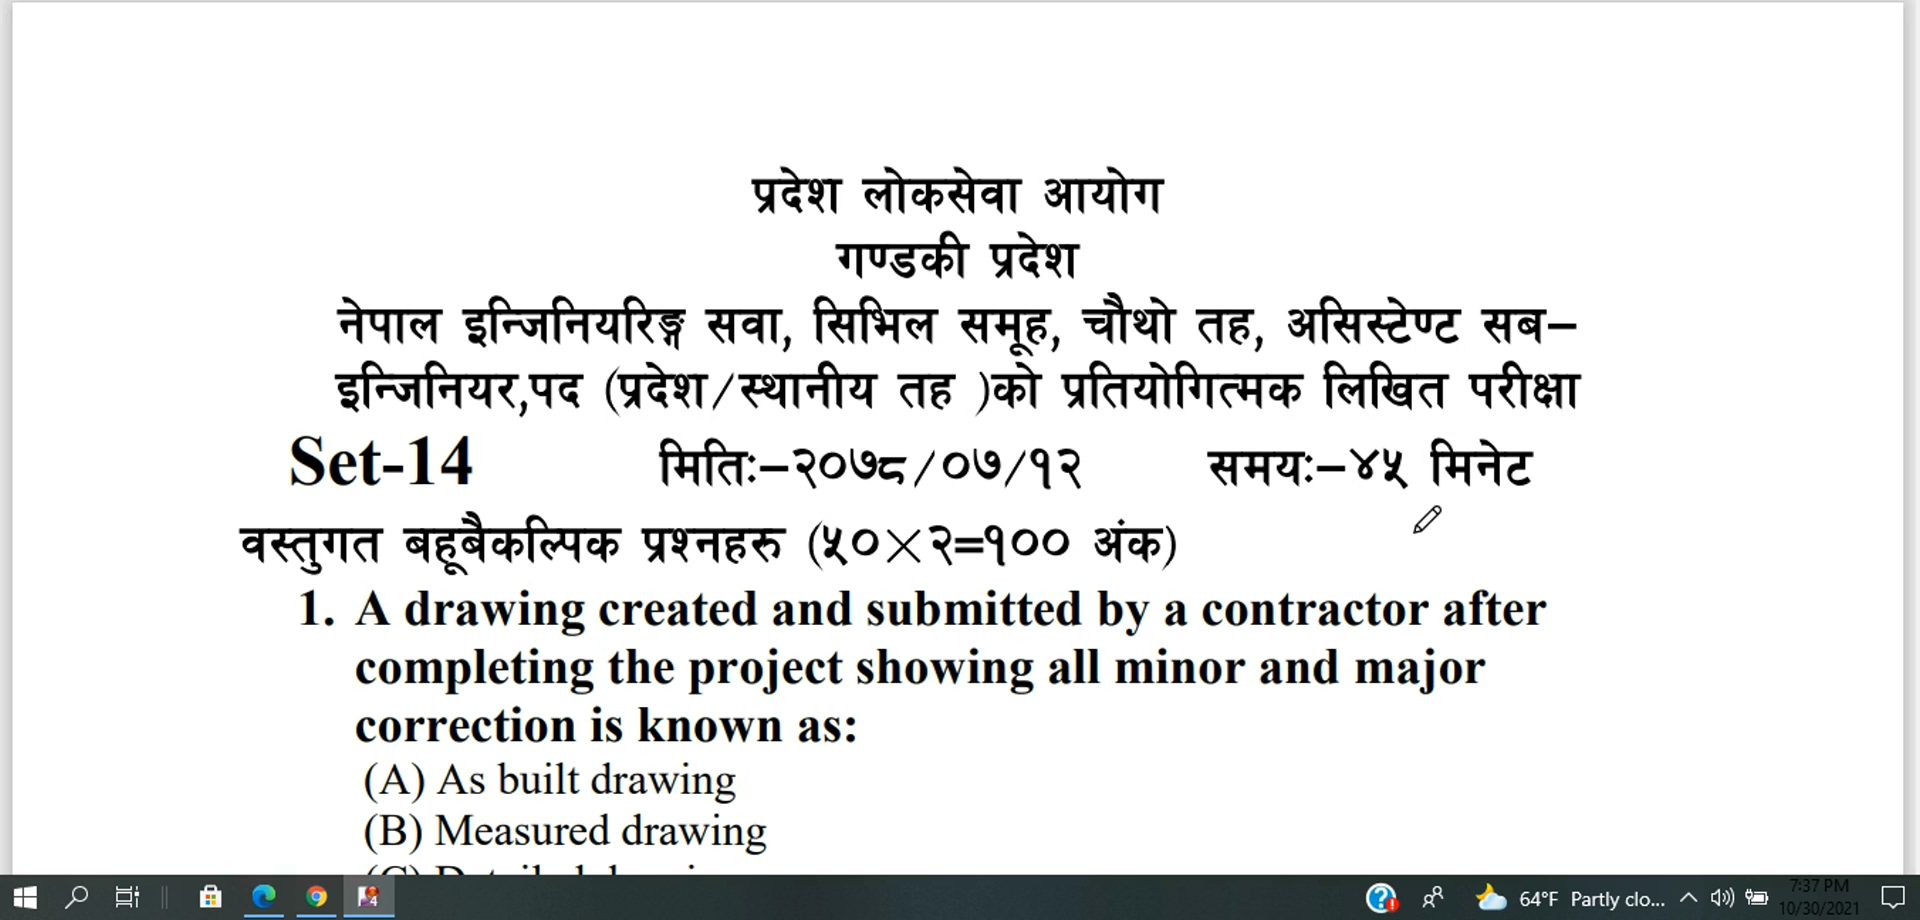 प्रदेश लोकसेवा आयोग
गण्डकी प्रदेश
नेपाल इन्जिनियरिङ्ग सवा, सिभिल समूह, चौथो तह, असिस्टेण्ट सब–
इन्जिनियर,पद (प्रदेश/स्थानीय तह )को प्रतियोगित्मक लिखित परीक्षा
Set-14 मितिः–२०७८/०७/१२ समयः–४५ मिनेट
वस्तुगत बहूबैकल्पिक प्रश्नहरु (५०×२=१०० अंक)
1. A drawing created and submitted by a contractor after
completing the project showing all minor and major
correction is known as:
(A) As built drawing
(B) Measured drawing
64°F Partly clo... 7:37 PM
10/30/2021